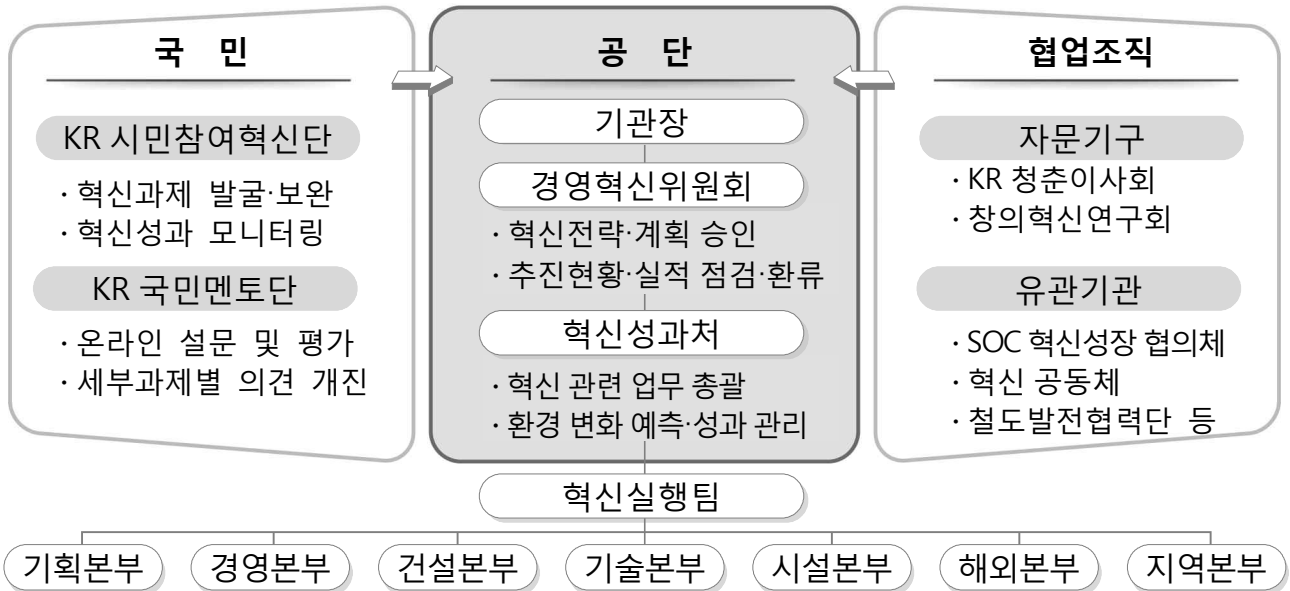 국 민
KR 시민참여혁신단
· 혁신과제 발굴·보완
· 혁신성과 모니터링
KR 국민멘토단
· 온라인 설문 및 평가
· 세부과제별 의견 개진
공 단
기관장
경영혁신위원회
· 혁신전략·계획 승인
· 추진현황·실적 점검·환류
혁신성과처
· 혁신 관련 업무 총괄
· 환경 변화 예측·성과 관리
협업조직
자문기구
· KR 청춘이사회
· 창의혁신연구회
유관기관
· SOC 혁신성장 협의체
· 혁신 공동체
· 철도발전협력단 등
혁신실행팀
기획본부 경영본부 건설본부 기술본부 시설본부 해외본부 지역본부